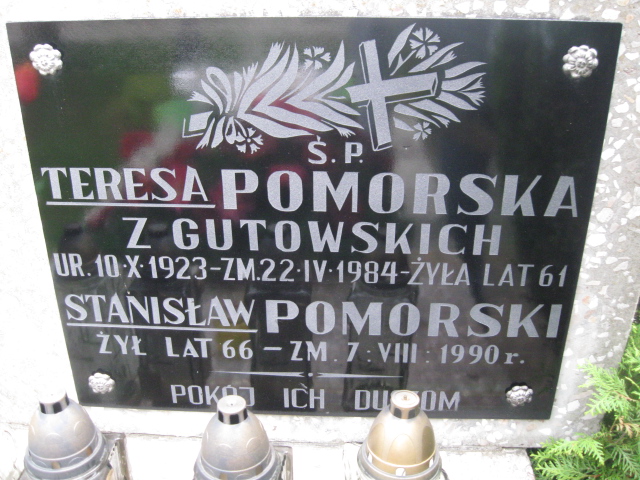 Ś.P.
TERESA POMORSKA
Z GUTOWSKICH
UR. 10·X·1923-ZM.22·IV·1984-ŻYŁA LAT 61
STANISŁAW POMORSKI
ŻYŁ LAT 66 - ZM. 7: VIII: 1990 r.
POKÓJ ICH DUCHOM